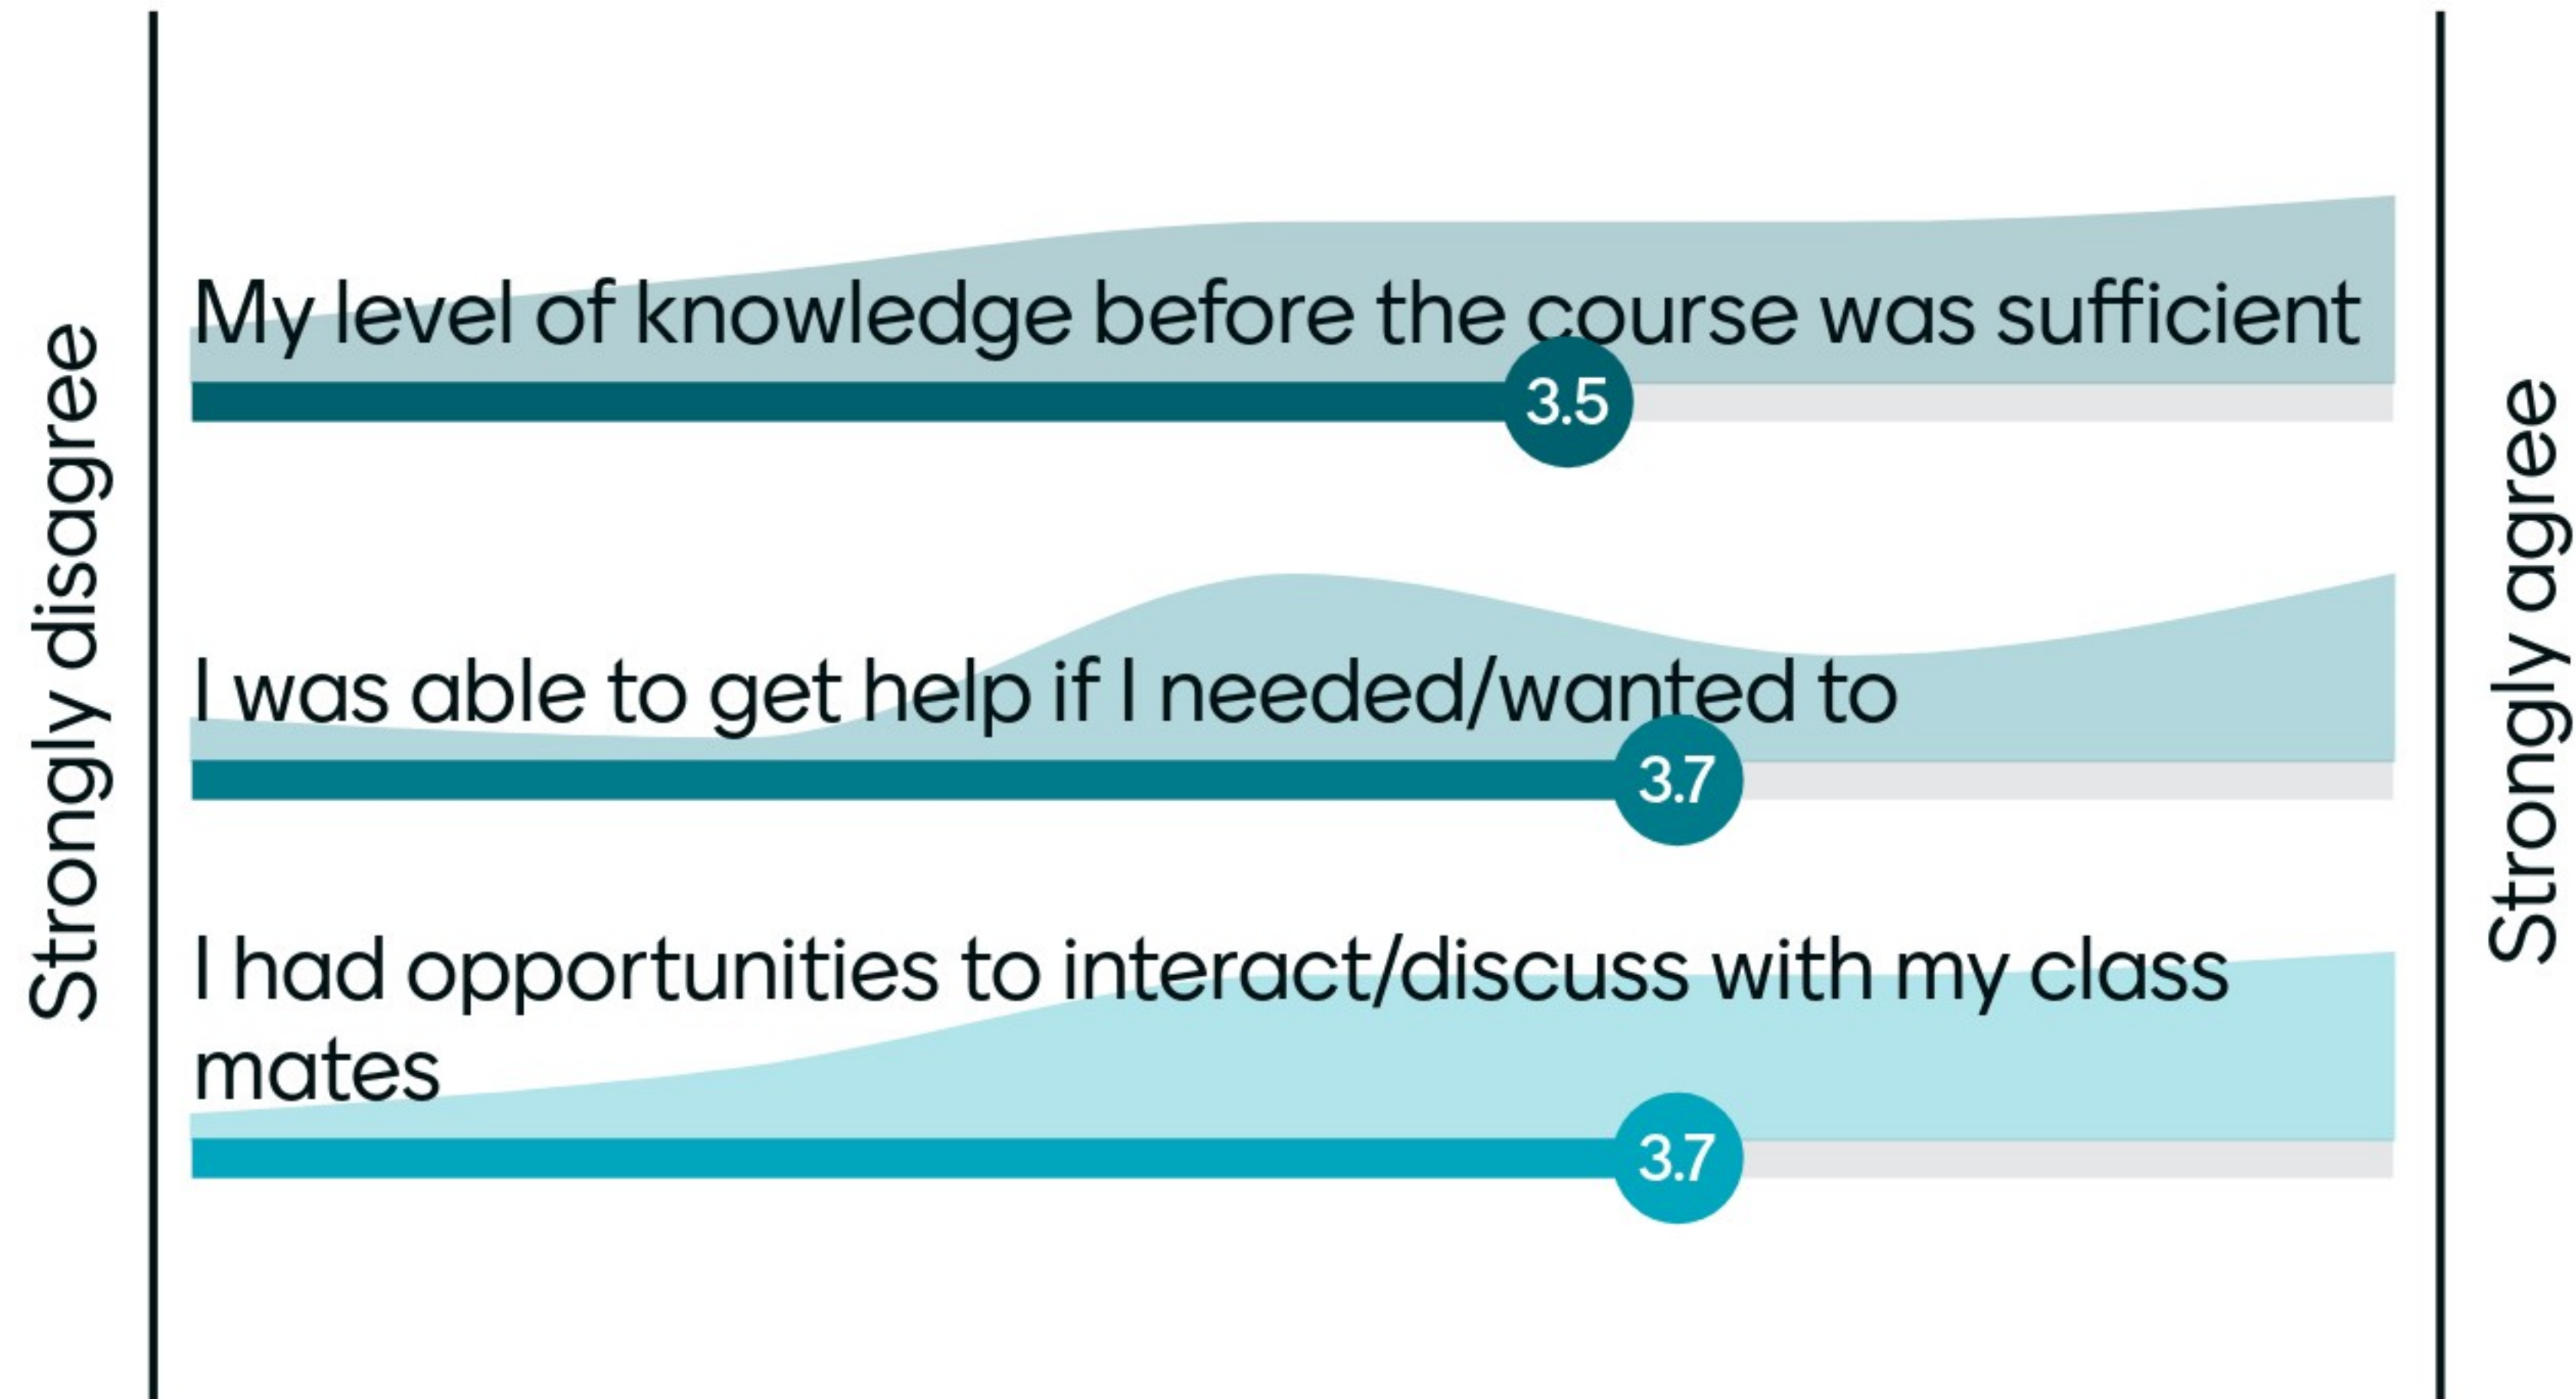 Strongly disagree
My level of knowledge before the course was sufficient
3.5
I was able to get help if I needed/wanted to
3.7
I had opportunities to interact/discuss with my class
mates
3.7
Strongly agree